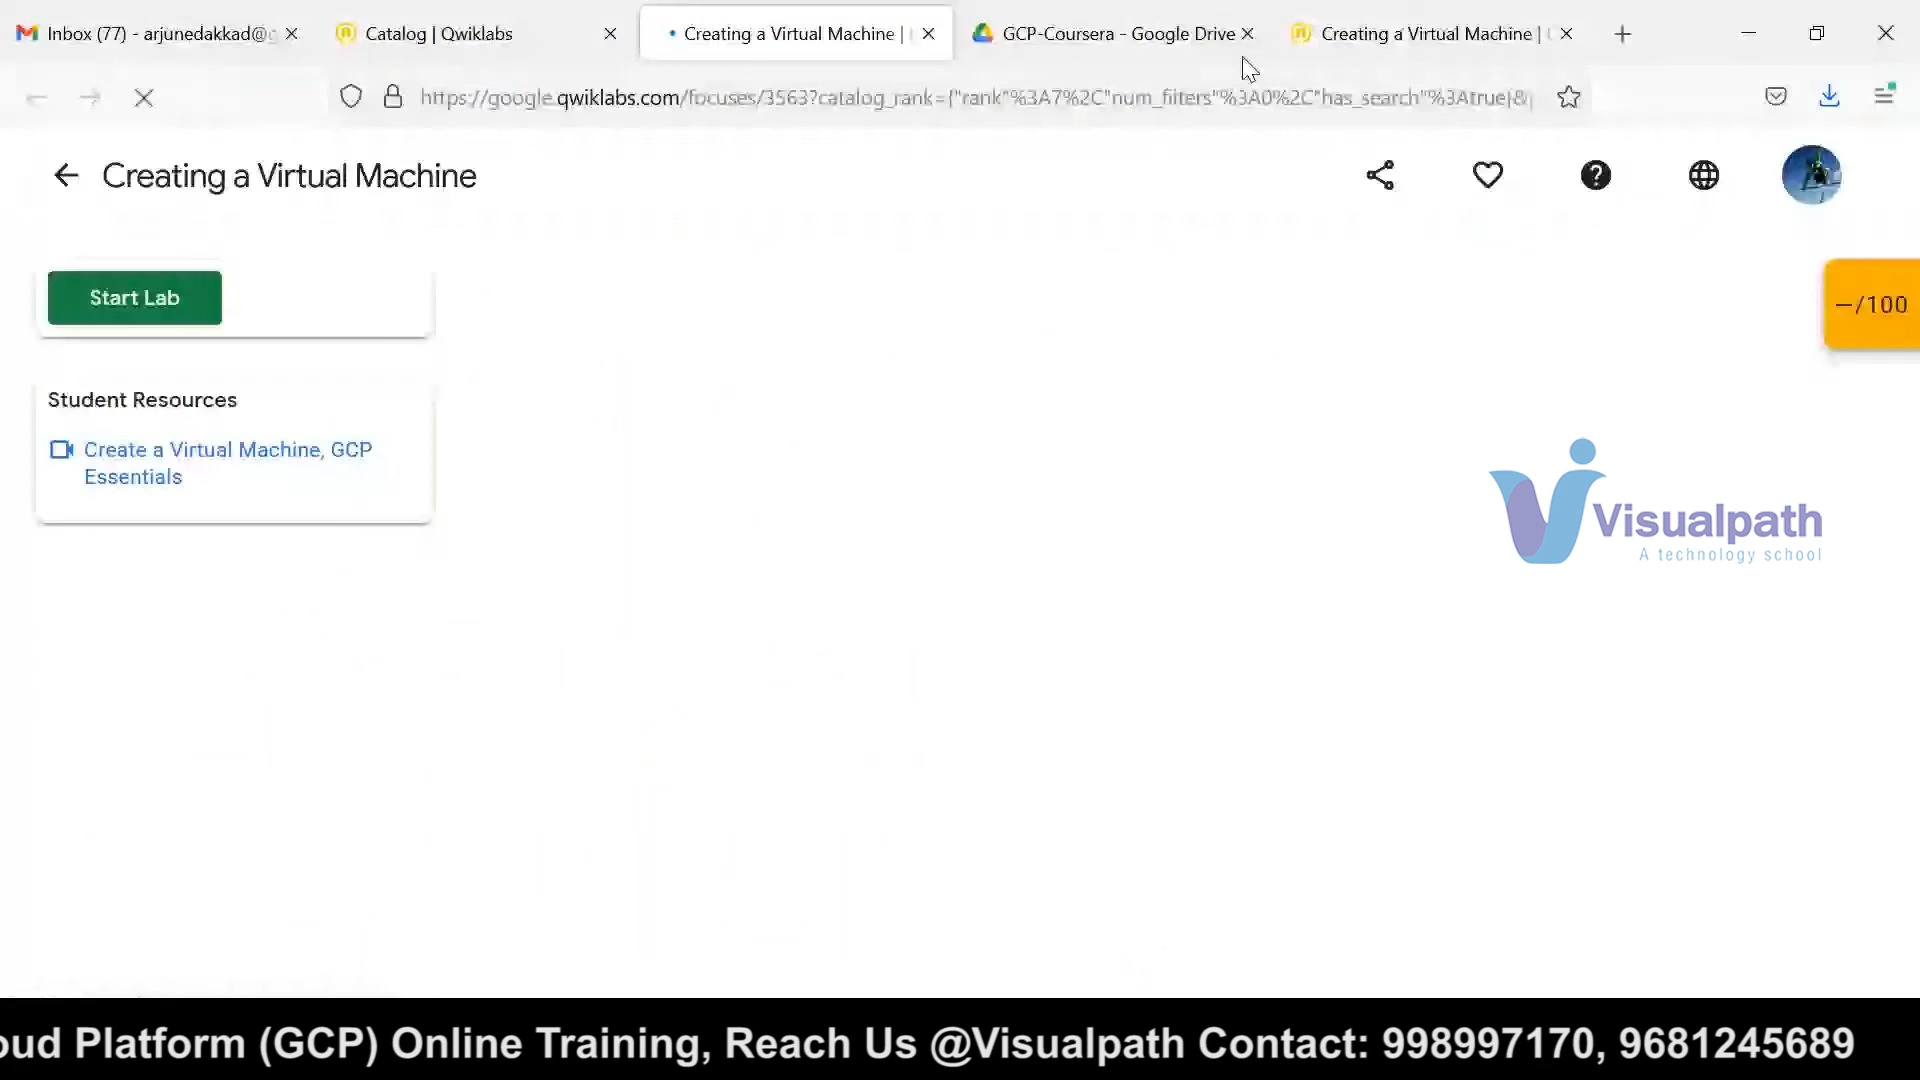 Inbox (77) - arjunedakkad@g
Catalog | Qwiklabs
Creating a Virtual Machine |
GCP-Coursera - Google Drive
Creating a Virtual Machine |
https://google.qwiklabs.com/focuses/3563?catalog_rank={"rank"%3A7%2C"num_filters"%3A0%2C"has_search"%3Atrue}&
Creating a Virtual Machine
Start Lab
—/100
Student Resources
Create a Virtual Machine, GCP
Essentials
Visualpath
A technology school
oud Platform (GCP) Online Training, Reach Us @Visualpath Contact: 998997170, 9681245689